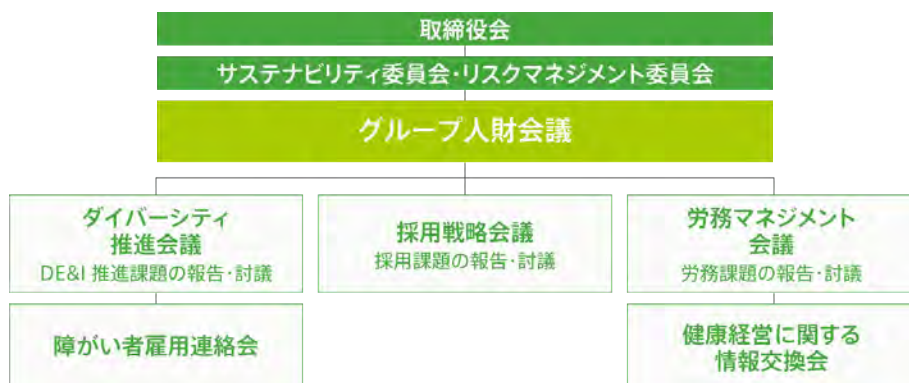 取締役会
サステナビリティ委員会・リスクマネジメント委員会
グループ人財会議
ダイバーシティ
推進会議
DE&I 推進課題の報告・討議
採用戦略会議
採用課題の報告・討議
労務マネジメント
会議
労務課題の報告・討議
障がい者雇用連絡会
健康経営に関する
情報交換会